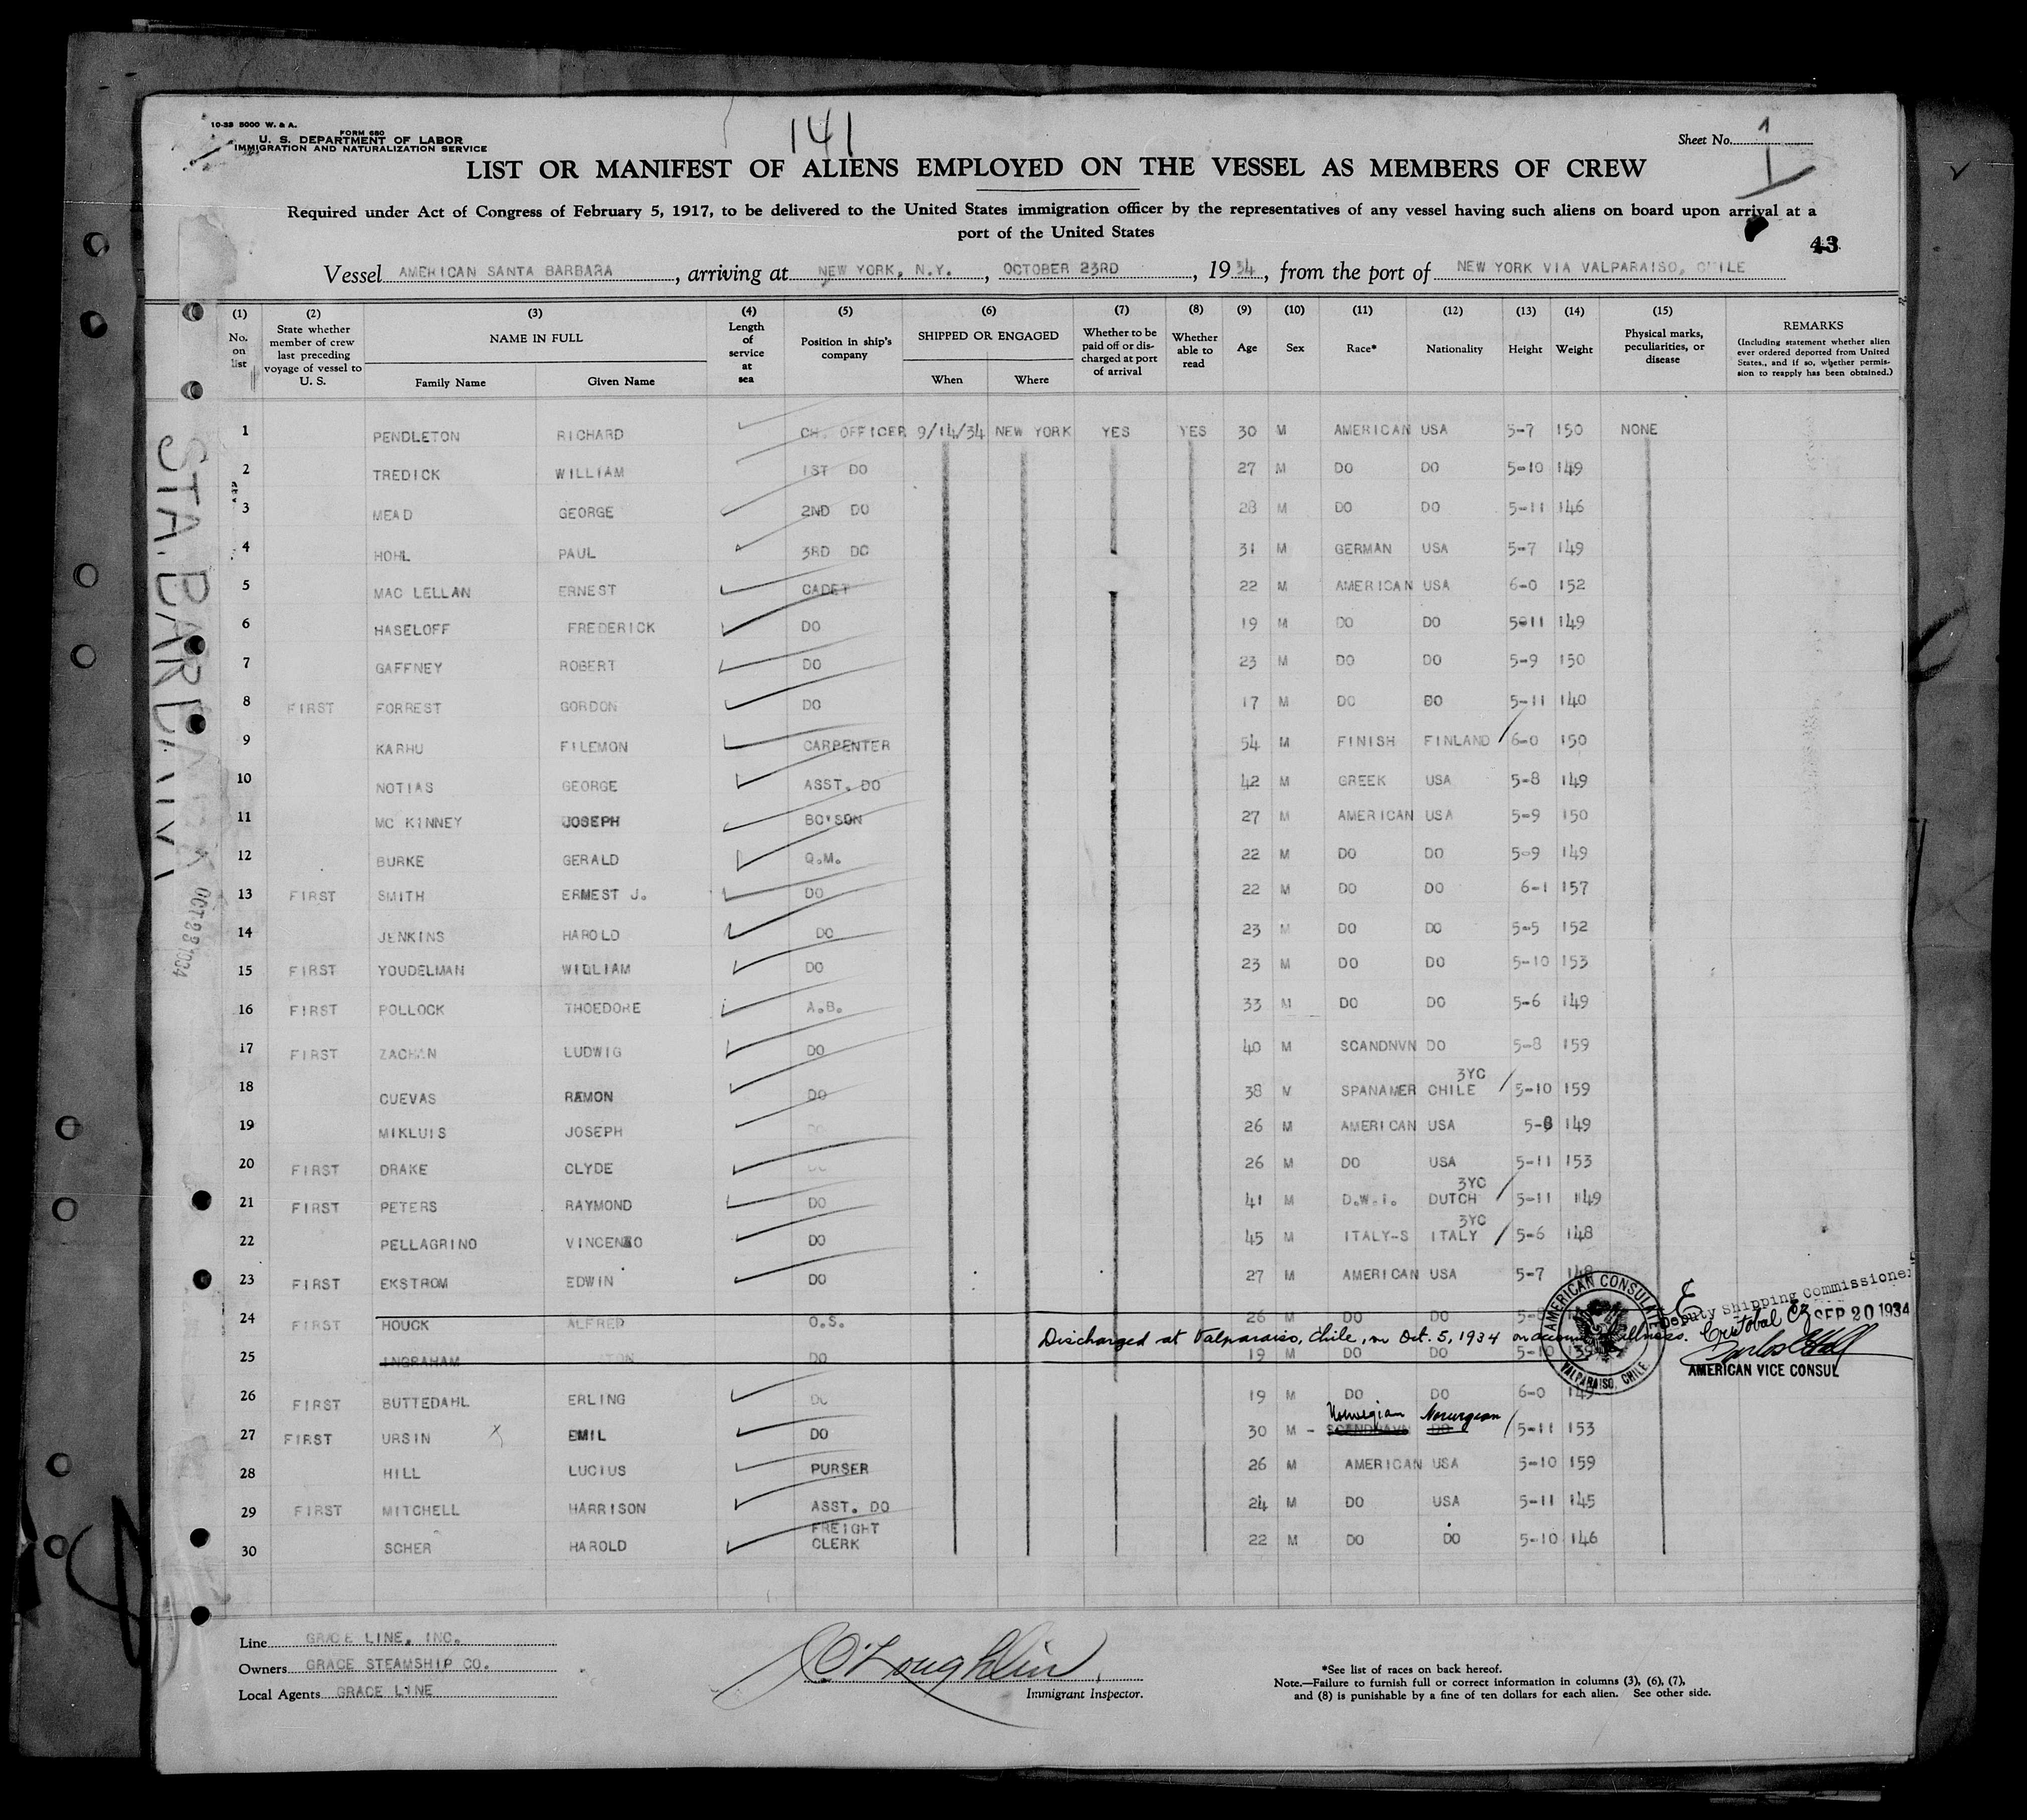 10-33 5000 W. & A.
FORM 680
U. S. DEPARTMENT OF LABOR
IMMIGRATION AND NATURALIZATION SERVICE
141
Sheet No. 1
1
LIST OR MANIFEST OF ALIENS EMPLOYED ON THE VESSEL AS MEMBERS OF CREW
Required under Act of Congress of February 5, 1917, to be delivered to the United States immigration officer by the representatives of any vessel having such aliens on board upon arrival at a
port of the United States
43
Vessel AMERICAN SANTA BARBARA, arriving at NEW YORK, N.Y., OCTOBER 23RD, 1934, from the port of NEW YORK VIA VALPARAISO, CHILE
(1) No. on list (2) State whether member of crew last preceding voyage of vessel to U. S. (3) NAME IN FULL Family Name Given Name (4) Length of service at sea (5) Position in ship's company (6) SHIPPED OR ENGAGED When Where (7) Whether to be paid off or discharged at port of arrival (8) Whether able to read (9) Age (10) Sex (11) Race* (12) Nationality (13) Height (14) Weight (15) Physical marks, peculiarities, or disease REMARKS (Including statement whether alien ever ordered deported from United States, and if so, whether permission to reapply has been obtained.)
1 PENDLETON RICHARD CH. OFFICER 9/14/34 NEW YORK YES YES 30 M AMERICAN USA 5-7 150 NONE
2 TREDICK WILLIAM 1ST DO 27 M DO DO 5-10 149
3 MEAD GEORGE 2ND DO 28 M DO DO 5-11 146
4 HOHL PAUL 3RD DO 31 M GERMAN USA 5-7 149
5 MAC LELLAN ERNEST CADET 22 M AMERICAN USA 6-0 152
6 HASELOFF FREDERICK DO 19 M DO DO 5-11 149
7 GAFFNEY ROBERT DO 23 M DO DO 5-9 150
8 FIRST FORREST GORDON DO 17 M DO DO 5-11 140
9 KARHU FILEMON CARPENTER 54 M FINISH FINLAND 6-0 150
10 NOTIAS GEORGE ASST. DO 42 M GREEK USA 5-8 149
11 MC KINNEY JOSEPH BO'SON 27 M AMERICAN USA 5-9 150
12 BURKE GERALD Q.M. 22 M DO DO 5-9 149
13 FIRST SMITH ERMEST J. DO 22 M DO DO 6-1 157
14 JENKINS HAROLD DO 23 M DO DO 5-5 152
15 FIRST YOUDELMAN WILLIAM DO 23 M DO DO 5-10 153
16 FIRST POLLOCK THOEDORE A.B. 33 M DO DO 5-6 149
17 FIRST ZACHAN LUDWIG DO 40 M SCANDNVN DO 5-8 159
18 CUEVAS RAMON DO 38 M SPANAMER 3YC CHILE 5-10 159
19 MIKLUIS JOSEPH DO 26 M AMERICAN USA 5-8 149
20 FIRST DRAKE CLYDE DO 26 M DO USA 5-11 153
21 FIRST PETERS RAYMOND DO 41 M D.W.I. 3YC DUTCH 5-11 149
22 PELLAGRINO VINCENZO DO 45 M ITALY-S 3YC ITALY 5-6 148
23 FIRST EKSTROM EDWIN DO 27 M AMERICAN USA 5-7 148
24 FIRST HOUCK ALFRED O.S. 26 M DO DO
Discharged at Valparaiso, Chile, on Oct. 5, 1934 on account of illness.
25 INGRAHAM DO 19 M DO DO 5-10 139
AMERICAN CONSULATE
VALPARAISO, CHILE
Deputy Shipping Commissioner
Cristobal CZ SEP 20 1934
AMERICAN VICE CONSUL
26 FIRST BUTTEDAHL ERLING DO 19 M DO DO 6-0 149
27 FIRST URSIN X EMIL DO 30 M - SCANDNAVN Norwegian DO Norwegian 5-11 153
28 HILL LUCIUS PURSER 26 M AMERICAN USA 5-10 159
29 FIRST MITCHELL HARRISON ASST. DO 24 M DO USA 5-11 145
30 SCHER HAROLD FREIGHT CLERK 22 M DO DO 5-10 146
STA. BARBARA
OCT 23 1934
Line GRACE LINE, INC.
Owners GRACE STEAMSHIP CO.
Local Agents GRACE LINE
O'Loughlin
Immigrant Inspector.
*See list of races on back hereof.
Note.—Failure to furnish full or correct information in columns (3), (6), (7),
and (8) is punishable by a fine of ten dollars for each alien. See other side.